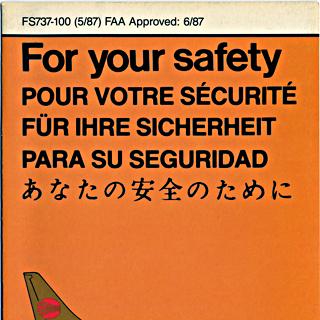 FS737-100 (5/87) FAA Approved: 6/87
For your safety
POUR VOTRE SÉCURITÉ
FÜR IHRE SICHERHEIT
PARA SU SEGURIDAD
あなたの安全のために